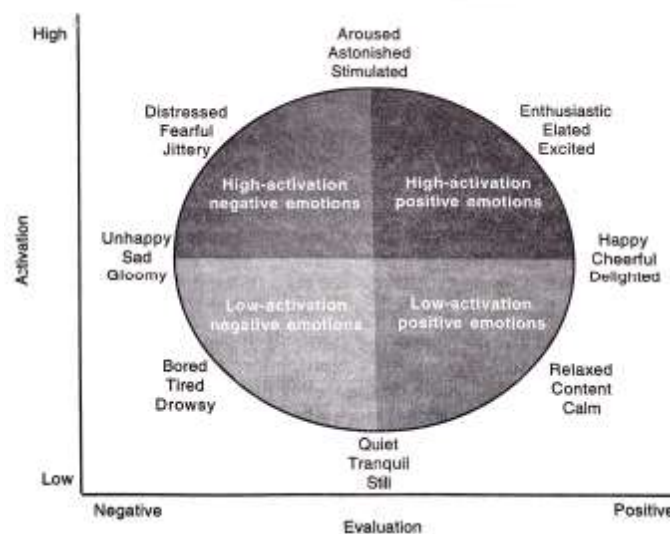 High
Aroused
Astonished
Stimulated
Distressed
Fearful
Jittery
Enthusiastic
Elated
Excited
High-activation
negative emotions
High-activation
positive emotions
Activation
Unhappy
Sad
Gloomy
Happy
Cheerful
Delighted
Low-activation
negative emotions
Low-activation
positive emotions
Bored
Tired
Drowsy
Relaxed
Content
Calm
Quiet
Tranquil
Still
Low
Negative
Evaluation
Positive